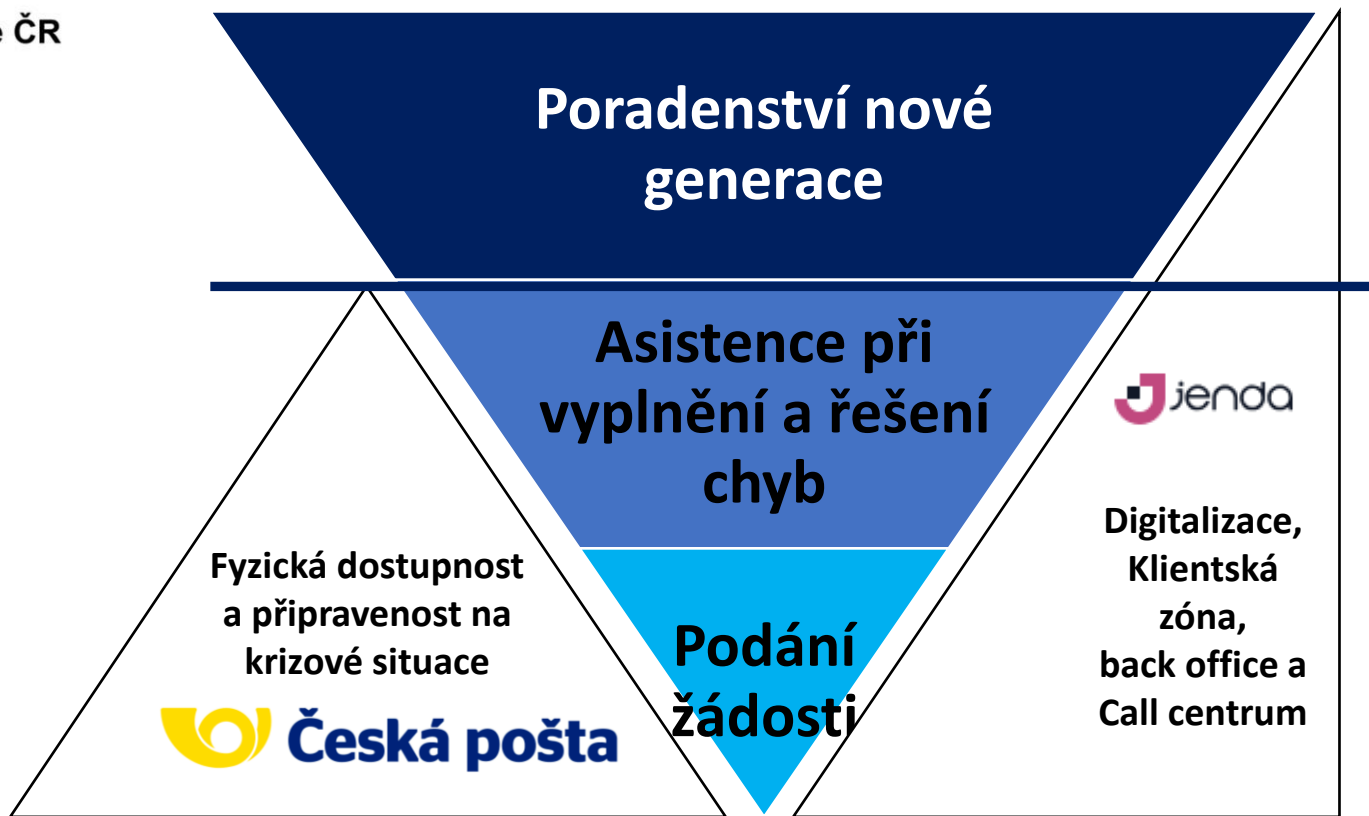 ČR
Poradenství nové
generace
Asistence při
vyplnění a řešení
chyb
jenda
Digitalizace,
Klientská
zóna,
back office a
Call centrum
Fyzická dostupnost
a připravenost na
krizové situace
Česká pošta
Podání
žádosti